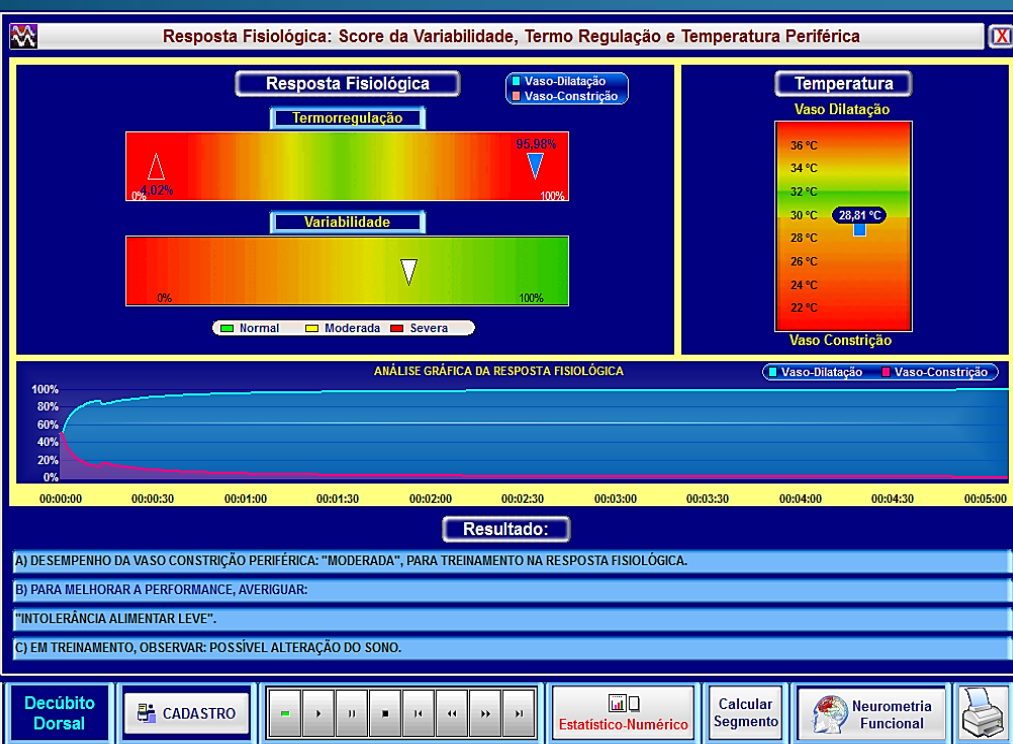 Resposta Fisiológica: Score da Variabilidade, Termo Regulação e Temperatura Periférica
X
Resposta Fisiológica
Vaso-Dilatação
Vaso-Constrição
Termorregulação
95,98%
4,02%
0%
100%
Variabilidade
0%
100%
Normal Moderada Severa
Temperatura
Vaso Dilatação
36 °C
34 °C
32 °C
30 °C
28,81 °C
28 °C
26 °C
24 °C
22 °C
Vaso Constrição
ANÁLISE GRÁFICA DA RESPOSTA FISIOLÓGICA
Vaso-Dilatação Vaso-Constrição
100%
80%
60%
40%
20%
0%
00:00:00 00:00:30 00:01:00 00:01:30 00:02:00 00:02:30 00:03:00 00:03:30 00:04:00 00:04:30 00:05:00
Resultado:
A) DESEMPENHO DA VASO CONSTRIÇÃO PERIFÉRICA: "MODERADA", PARA TREINAMENTO NA RESPOSTA FISIOLÓGICA.
B) PARA MELHORAR A PERFORMANCE, AVERIGUAR:
"INTOLERÂNCIA ALIMENTAR LEVE".
C) EM TREINAMENTO, OBSERVAR: POSSÍVEL ALTERAÇÃO DO SONO.
Decúbito
Dorsal
CADASTRO
Estatístico-Numérico
Calcular
Segmento
Neurometria
Funcional